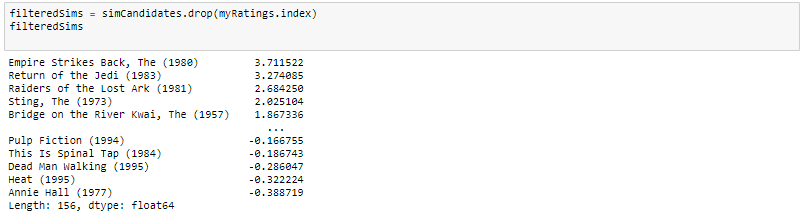 filteredSims = simCandidates.drop(myRatings.index)
filteredSims
Empire Strikes Back, The (1980) 3.711522
Return of the Jedi (1983) 3.274085
Raiders of the Lost Ark (1981) 2.684250
Sting, The (1973) 2.025104
Bridge on the River Kwai, The (1957) 1.867336
...
Pulp Fiction (1994) -0.166755
This Is Spinal Tap (1984) -0.186743
Dead Man Walking (1995) -0.286047
Heat (1995) -0.322224
Annie Hall (1977) -0.388719
Length: 156, dtype: float64